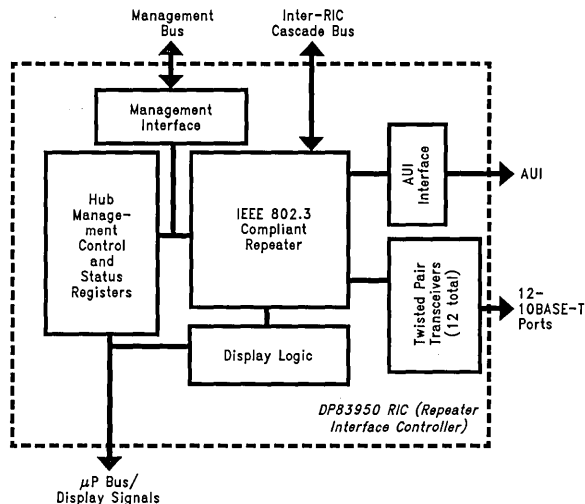 Management
Bus
Inter-RIC
Cascade Bus
Management
Interface
Hub
Manage-
ment
Control
and
Status
Registers
IEEE 802.3
Compliant
Repeater
AUI
Interface
AUI
Twisted Pair
Transceivers
(12 total)
12-
10BASE-T
Ports
Display Logic
DP83950 RIC (Repeater
Interface Controller)
μP Bus/
Display Signals